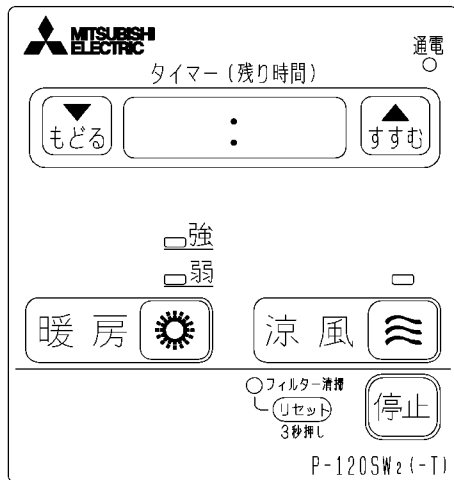 MITSUBISHI
ELECTRIC
通電
タイマー（残り時間）
▼
もどる
:
▲
すすむ
強
弱
暖房
涼風
フィルター清掃
リセット
3秒押し
停止
P-120SW2(-T)